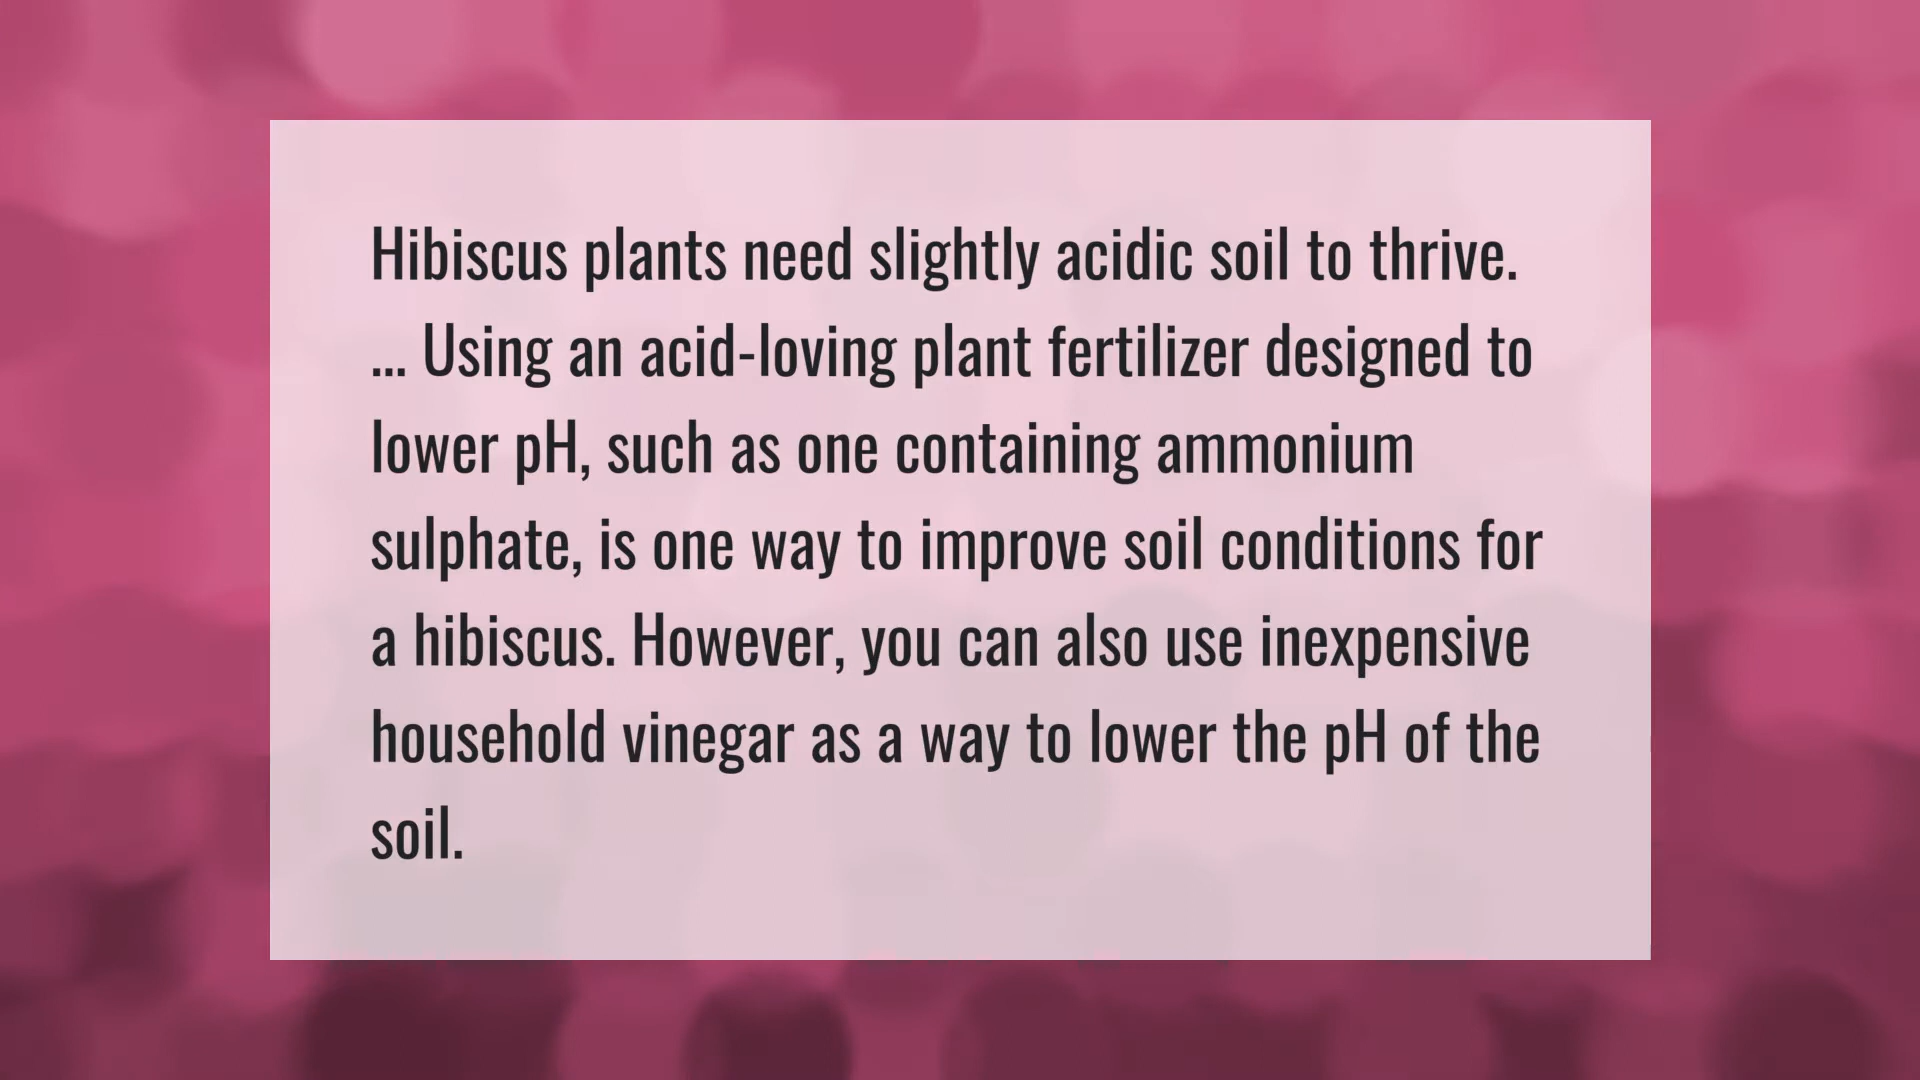 Hibiscus plants need slightly acidic soil to thrive.
... Using an acid-loving plant fertilizer designed to
lower pH, such as one containing ammonium
sulphate, is one way to improve soil conditions for
a hibiscus. However, you can also use inexpensive
household vinegar as a way to lower the pH of the
soil.